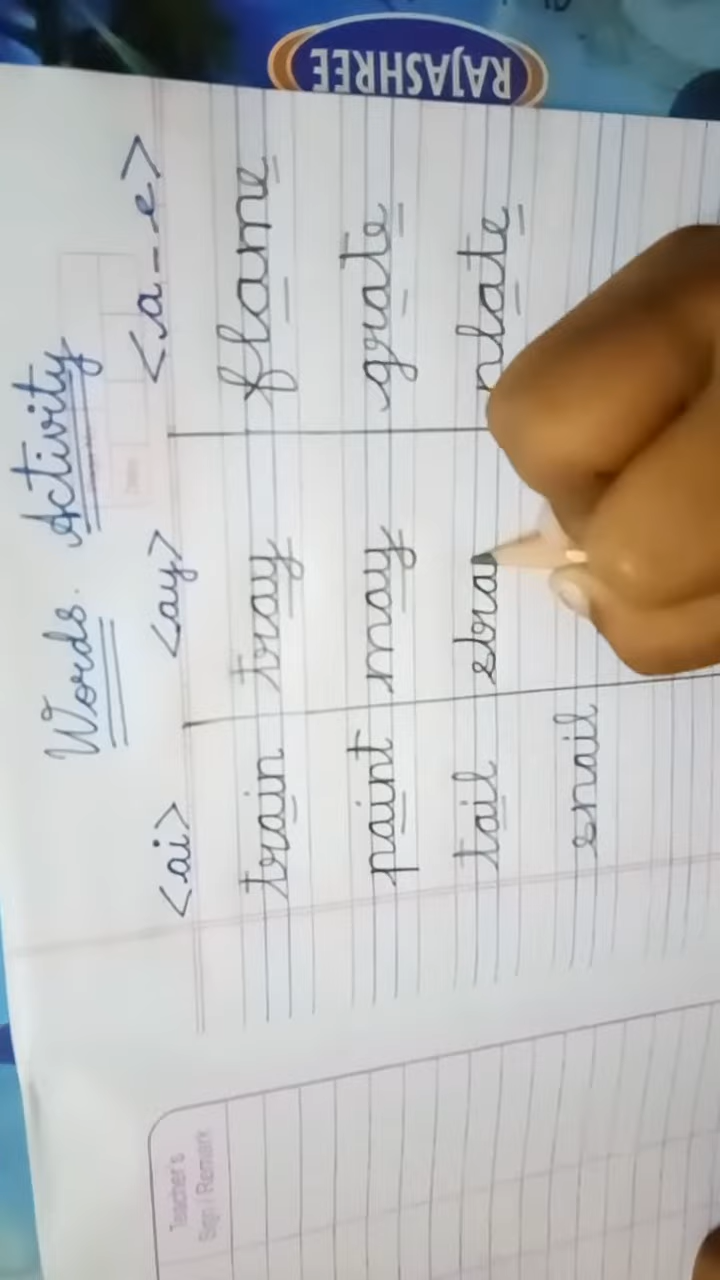 RAJASHREE
Words. Activity
<ai> <ay> <a-e>
train tray flame
paint may grate
tail stra plate
snail
Teacher's
Sign / Remark